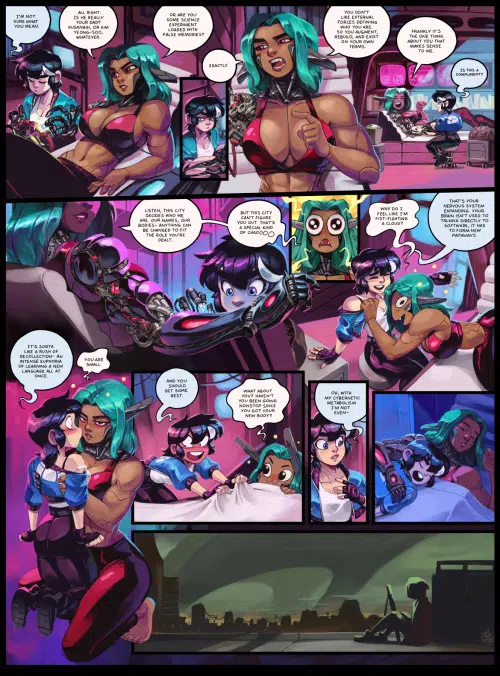 I'M NOT
SURE WHAT
YOU MEAN.
ALL RIGHT:
IS HE REALLY
YOUR GABY
KUSANAGI, OR KIM
YEONG-SOO,
WHATEVER.
OR ARE YOU
SOME SCIENCE
EXPERIMENT
LOADED WITH
FALSE MEMORIES?
EXACTLY.
YOU DON'T
LIKE EXTERNAL
FORCES DEFINING
WHO YOU ARE,
SO YOU AUGMENT,
REBUILD, AND EXIST
ON YOUR OWN
TERMS.
FRANKLY IT'S
THE ONE THING
ABOUT YOU THAT
MAKES SENSE
TO ME.
IS THIS A
COMPLIMENT?
LISTEN, THIS CITY
DECIDES WHO WE
ARE. OUR NAMES, OUR
BODIES- ANYTHING
CAN BE CHANGED TO FIT
THE ROLE YOU'RE
DEALT.
BUT THIS CITY
CAN'T FIGURE
YOU OUT. THAT'S
A SPECIAL KIND
OF CHAOOOO
WHY DO I
FEEL LIKE I'M
FIST-FIGHTING
A CLOUD?
THAT'S YOUR
NERVOUS SYSTEM
EXPANDING. YOUR
BRAIN ISN'T USED TO
TALKING DIRECTLY TO
SOFTWARE, IT HAS
TO FORM NEW
PATHWAYS.
IT'S SORTA
LIKE A RUSH OF
RECOLLECTION- AN
INTENSE EUPHORIA
OF LEARNING A NEW
LANGUAGE ALL AT
ONCE.
YOU ARE
SMALL
AND YOU
SHOULD
GET SOME
REST.
WHAT ABOUT
YOU? HAVEN'T
YOU BEEN GOING
NONSTOP SINCE
YOU GOT YOUR
NEW BODY?
OH, WITH
MY CYBERNETIC
METABOLISM
I'M NOT
EVEN-